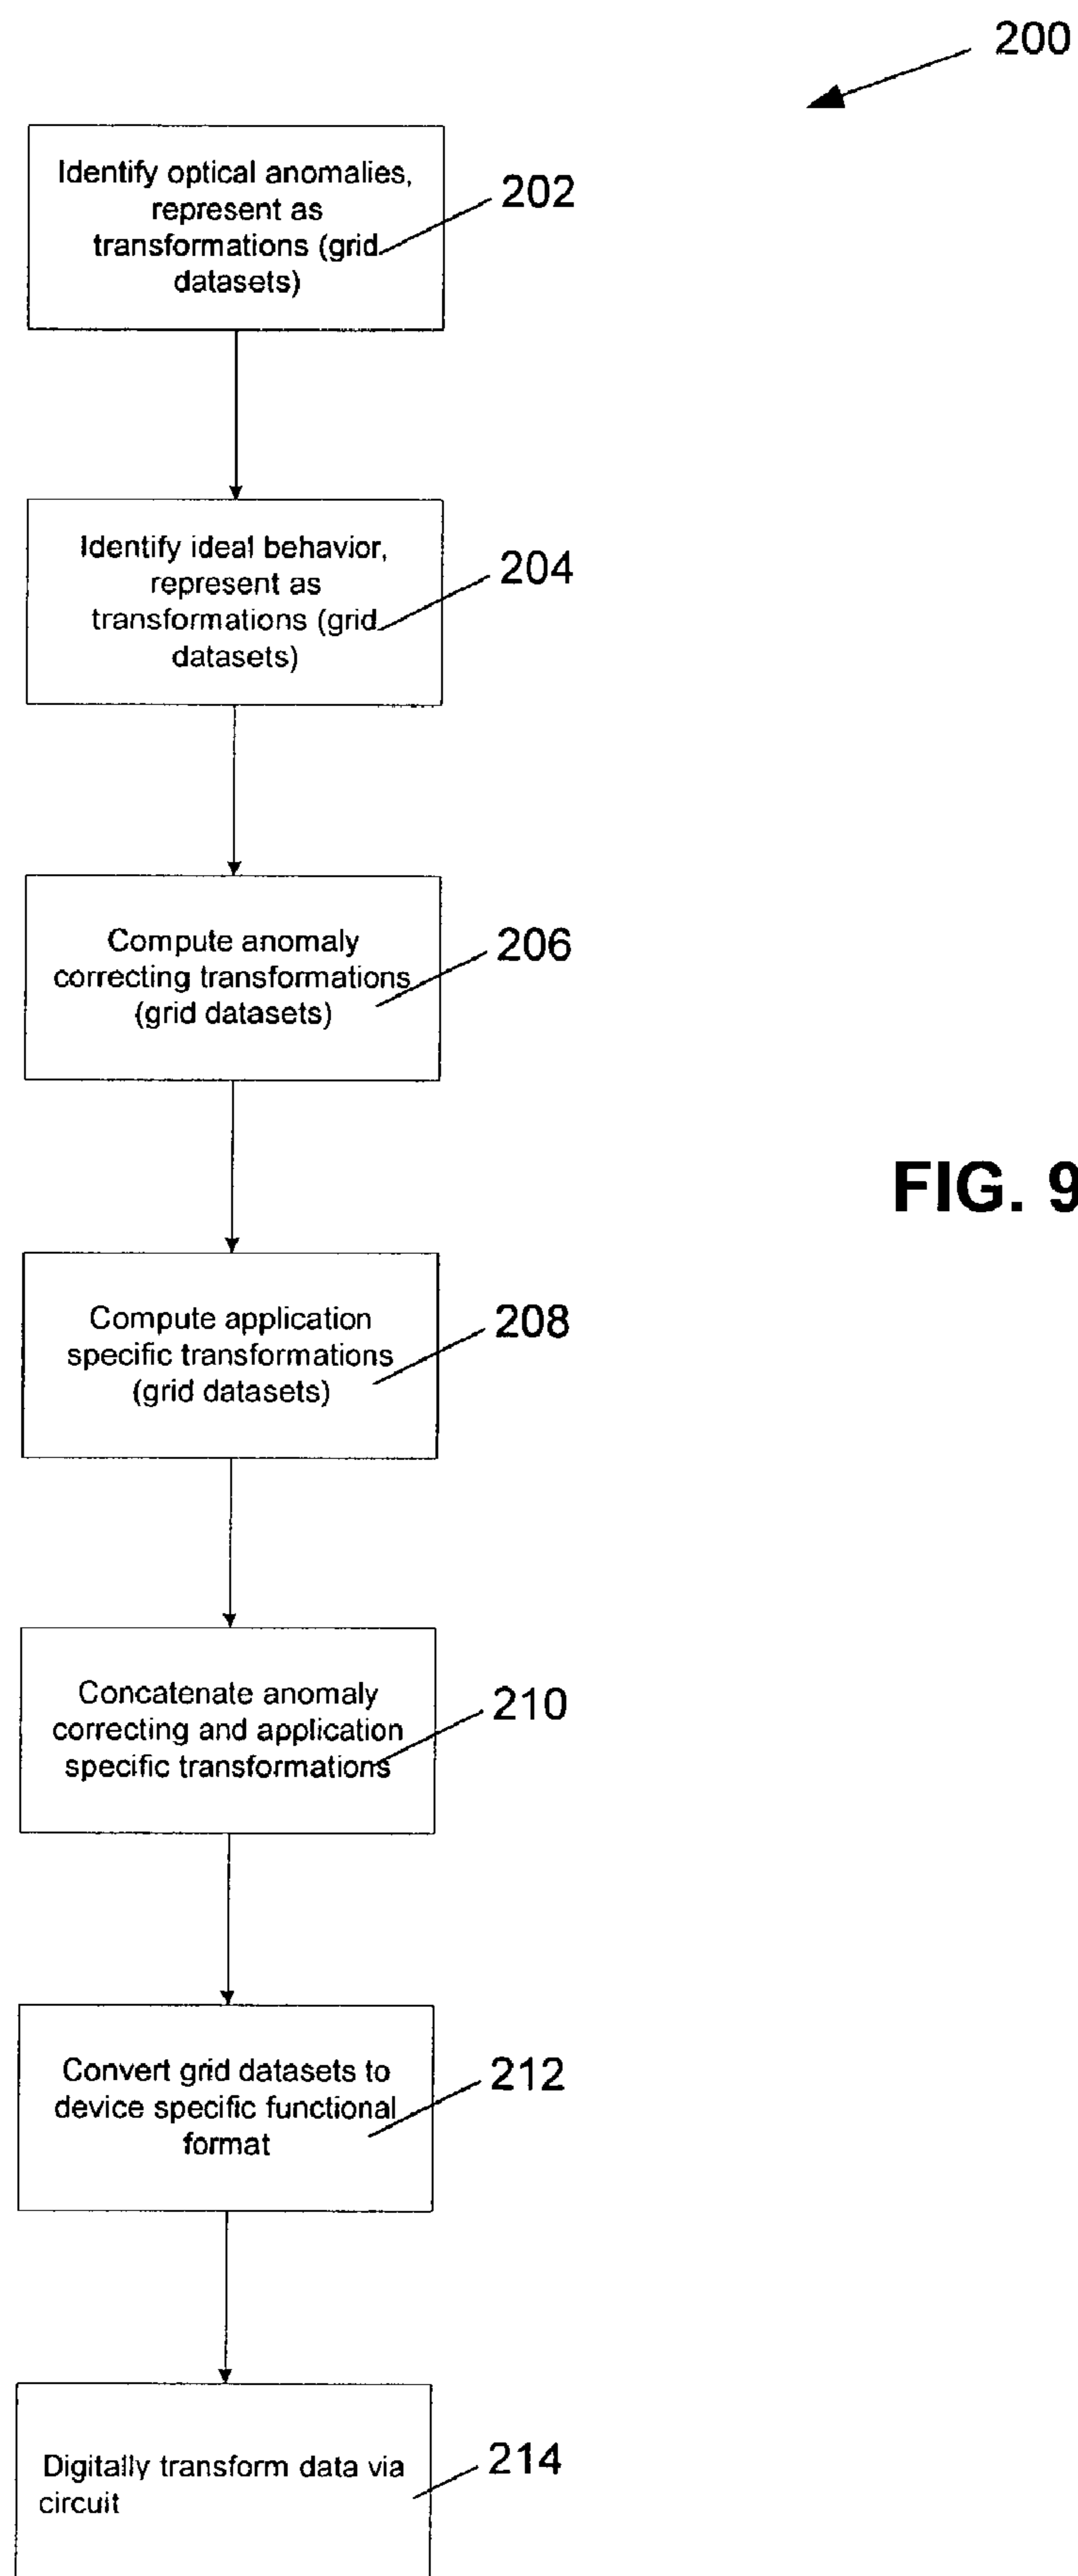 200
Identify optical anomalies,
represent as
transformations (grid
datasets)
202
Identify ideal behavior,
represent as
transformations (grid
datasets)
204
Compute anomaly
correcting transformations
(grid datasets)
206
FIG. 9
Compute application
specific transformations
(grid datasets)
208
Concatenate anomaly
correcting and application
specific transformations
210
Convert grid datasets to
device specific functional
format
212
Digitally transform data via
circuit
214